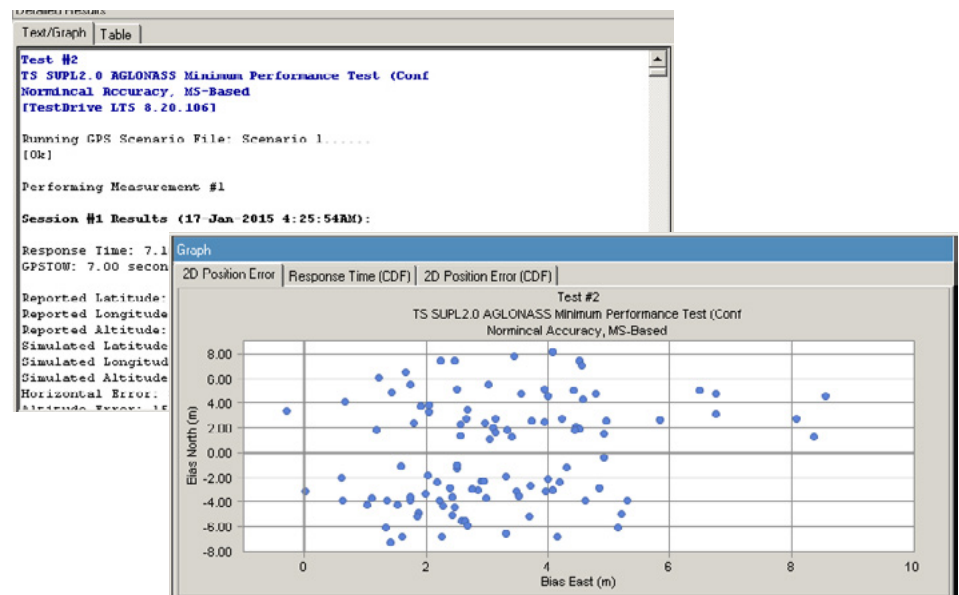 Detailed Results
Text/Graph Table
Test #2
TS SUPL2.0 AGLONASS Minimum Performance Test (Conf
Normincal Accuracy, MS-Based
[TestDrive LTS 8.20.106]
Running GPS Scenario File: Scenario 1......
[Ok]
Performing Measurement #1
Session #1 Results (17-Jan-2015 4:25:54AM):
Response Time: 7.1
GPSTOW: 7.00 secon
Reported Latitude:
Reported Longitude
Reported Altitude:
Simulated Latitude
Simulated Longitud
Simulated Altitude
Horizontal Error:
Altitude Error: 15
Graph
2D Position Error Response Time (CDF) 2D Position Error (CDF)
Test #2
TS SUPL2.0 AGLONASS Minimum Performance Test (Conf
Normincal Accuracy, MS-Based
8.00
6.00
4.00
2.00
0.00
-2.00
-4.00
-6.00
-8.00
Bias North (m)
0 2 4 6 8 10
Bias East (m)